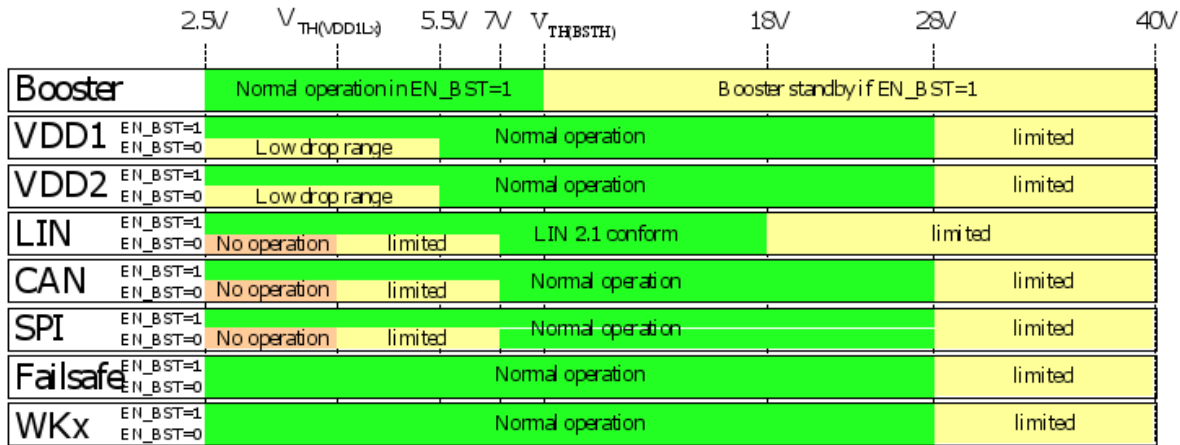 2.5V V TH(VDD1Lx) 5.5V 7V V TH(BSTH) 18V 28V 40V
Booster Normal operation in EN_BST=1 Booster standby if EN_BST=1
VDD1 EN_BST=1 Normal operation limited
EN_BST=0 Low drop range
VDD2 EN_BST=1 Normal operation limited
EN_BST=0 Low drop range
LIN EN_BST=1 LIN 2.1 conform limited
EN_BST=0 No operation limited
CAN EN_BST=1 Normal operation limited
EN_BST=0 No operation limited
SPI EN_BST=1 Normal operation limited
EN_BST=0 No operation limited
Failsafe EN_BST=1 Normal operation limited
EN_BST=0
WKx EN_BST=1 Normal operation limited
EN_BST=0